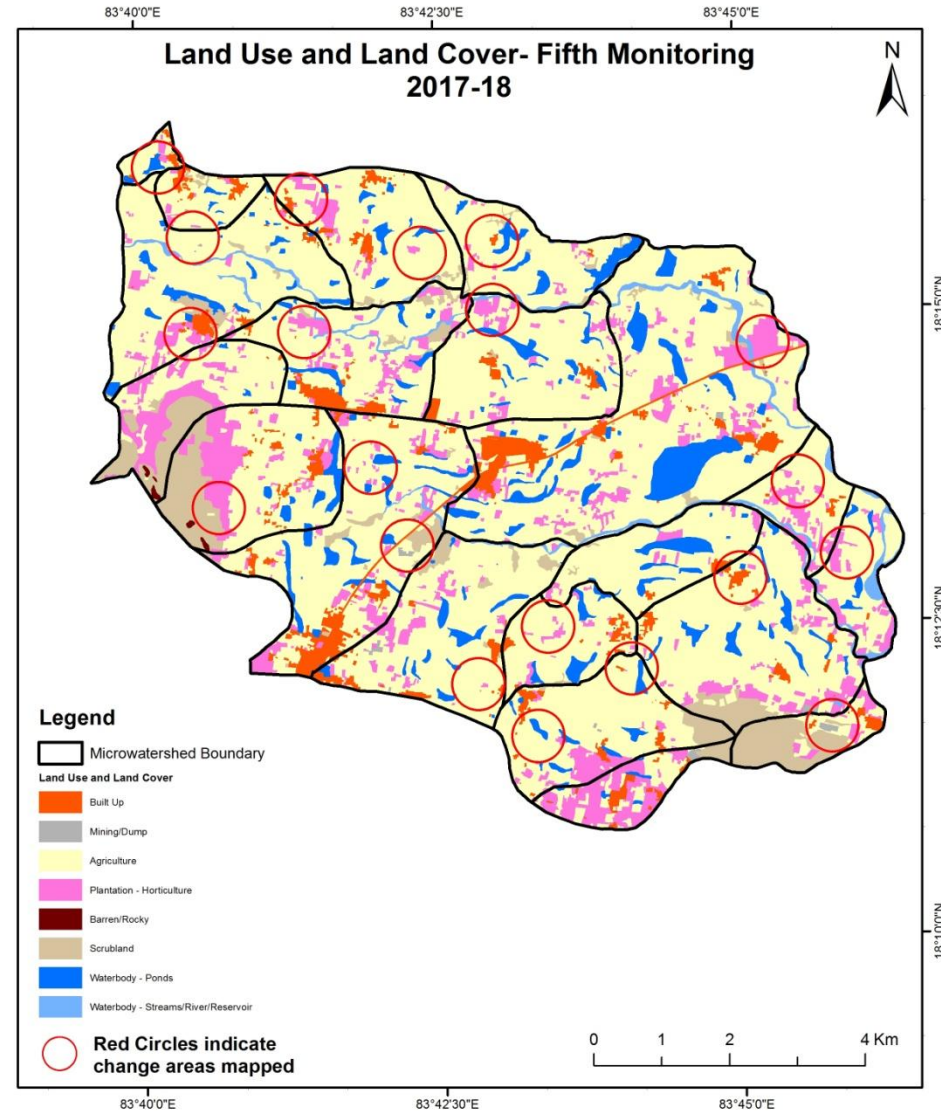 83°40'0"E 83°42'30"E 83°45'0"E
Land Use and Land Cover- Fifth Monitoring
2017-18
N
18°15'0"N
18°12'30"N
18°10'0"N
Legend
Microwatershed Boundary
Land Use and Land Cover
Built Up
Mining/Dump
Agriculture
Plantation - Horticulture
Barren/Rocky
Scrubland
Waterbody - Ponds
Waterbody - Streams/River/Reservoir
Red Circles indicate
change areas mapped
0 1 2 4 Km
83°40'0"E 83°42'30"E 83°45'0"E